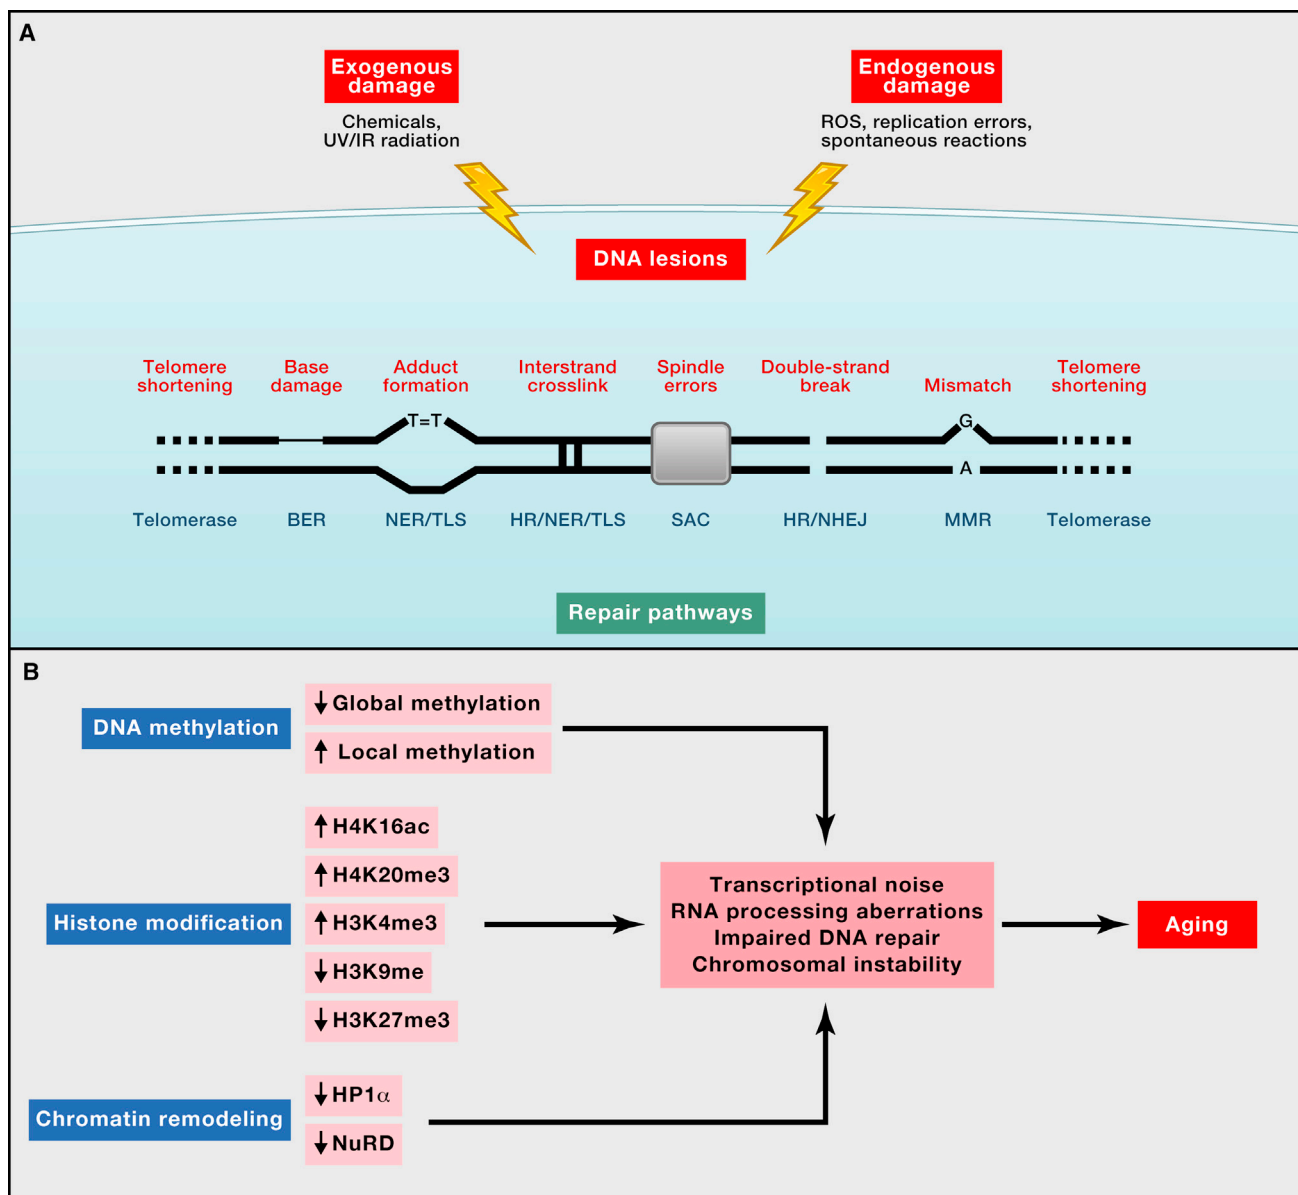 A
Exogenous
damage
Chemicals,
UV/IR radiation
Endogenous
damage
ROS, replication errors,
spontaneous reactions
DNA lesions
Telomere
shortening
Base
damage
Adduct
formation
Interstrand
crosslink
Spindle
errors
Double-strand
break
Mismatch
Telomere
shortening
T=T
G
A
Telomerase
BER
NER/TLS
HR/NER/TLS
SAC
HR/NHEJ
MMR
Telomerase
Repair pathways
B
DNA methylation
↓ Global methylation
↑ Local methylation
Histone modification
↑ H4K16ac
↑ H4K20me3
↑ H3K4me3
↓ H3K9me
↓ H3K27me3
Chromatin remodeling
↓ HP1α
↓ NuRD
Transcriptional noise
RNA processing aberrations
Impaired DNA repair
Chromosomal instability
Aging